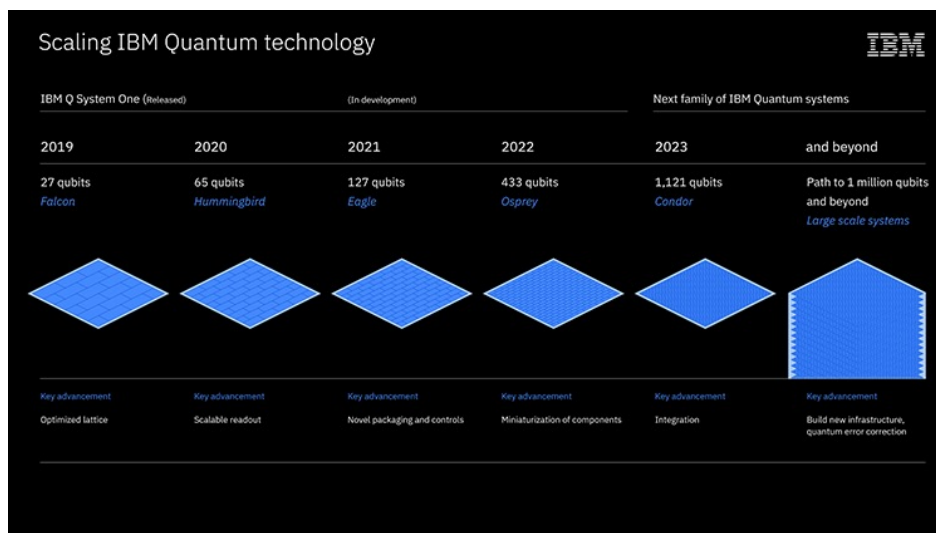 Scaling IBM Quantum technology
IBM
IBM Q System One (Released)
(In development)
Next family of IBM Quantum systems
2019
2020
2021
2022
2023
and beyond
27 qubits
Falcon
65 qubits
Hummingbird
127 qubits
Eagle
433 qubits
Osprey
1,121 qubits
Condor
Path to 1 million qubits
and beyond
Large scale systems
Key advancement
Optimized lattice
Key advancement
Scalable readout
Key advancement
Novel packaging and controls
Key advancement
Miniaturization of components
Key advancement
Integration
Key advancement
Build new infrastructure,
quantum error correction